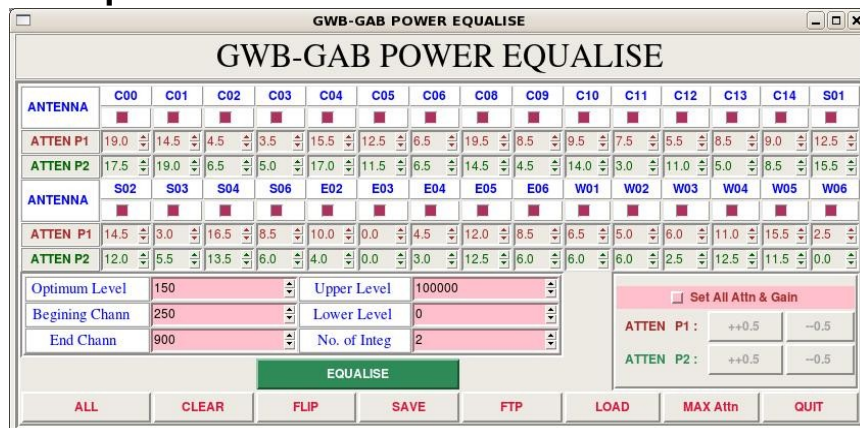 GWB-GAB POWER EQUALISE
GWB-GAB POWER EQUALISE
ANTENNA C00 C01 C02 C03 C04 C05 C06 C08 C09 C10 C11 C12 C13 C14 S01
ATTEN P1 19.0 14.5 4.5 3.5 15.5 12.5 6.5 19.5 8.5 9.5 7.5 5.5 8.5 9.0 12.5
ATTEN P2 17.5 19.0 6.5 5.0 17.0 11.5 6.5 14.5 4.5 14.0 3.0 11.0 5.0 8.5 15.5
ANTENNA S02 S03 S04 S06 E02 E03 E04 E05 E06 W01 W02 W03 W04 W05 W06
ATTEN P1 14.5 3.0 16.5 8.5 10.0 0.0 4.5 12.0 8.5 6.5 5.0 6.0 11.0 15.5 2.5
ATTEN P2 12.0 5.5 13.5 6.0 4.0 0.0 3.0 12.5 6.0 6.0 6.0 2.5 12.5 11.5 0.0
Optimum Level 150 Upper Level 100000
Begining Chann 250 Lower Level 0
End Chann 900 No. of Integ 2
Set All Attn & Gain
ATTEN P1 : ++0.5 --0.5
ATTEN P2 : ++0.5 --0.5
EQUALISE
ALL CLEAR FLIP SAVE FTP LOAD MAX Attn QUIT